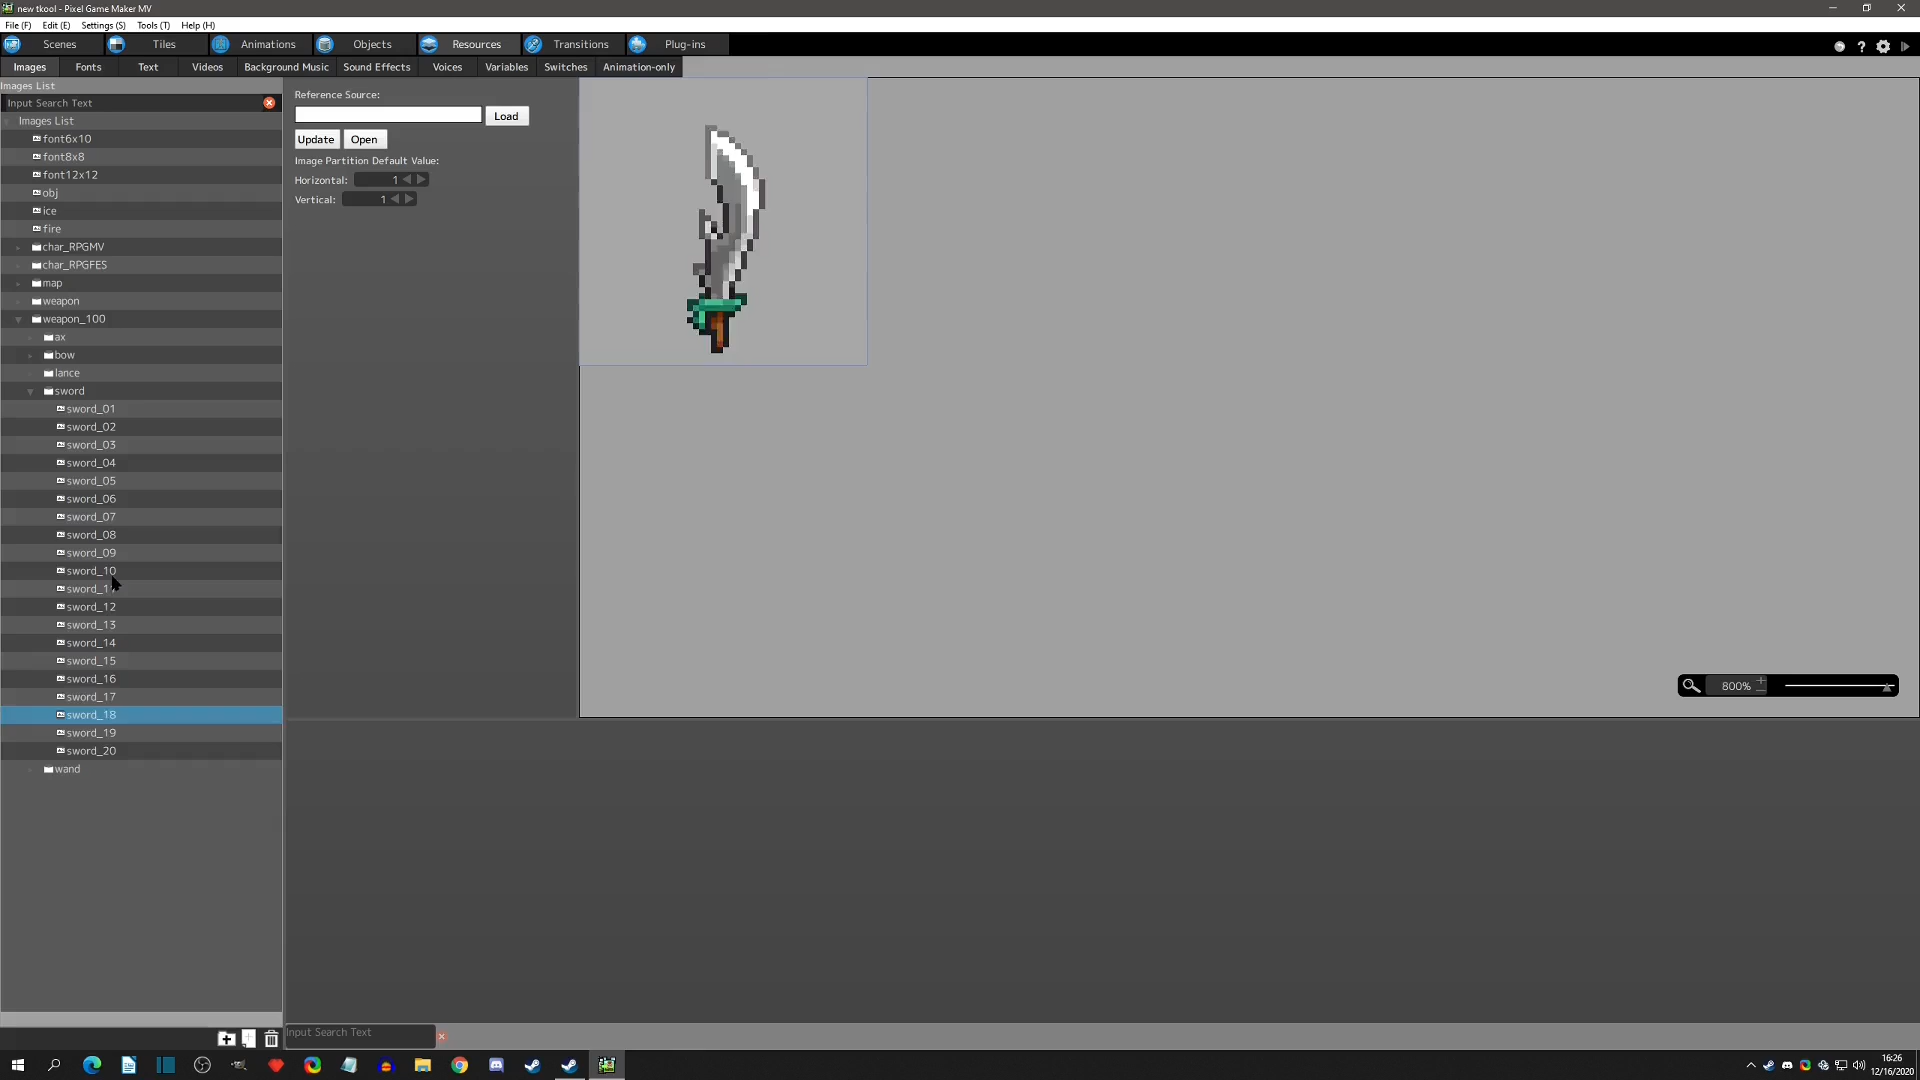 new tkool - Pixel Game Maker MV
File (F) Edit (E) Settings (S) Tools (T) Help (H)
Scenes Tiles Animations Objects Resources Transitions Plug-ins
Images Fonts Text Videos Background Music Sound Effects Voices Variables Switches Animation-only
Images List
Input Search Text
Images List
font6x10
font8x8
font12x12
obj
ice
fire
char_RPGMV
char_RPGFES
map
weapon
weapon_100
ax
bow
lance
sword
sword_01
sword_02
sword_03
sword_04
sword_05
sword_06
sword_07
sword_08
sword_09
sword_10
sword_11
sword_12
sword_13
sword_14
sword_15
sword_16
sword_17
sword_18
sword_19
sword_20
wand
Reference Source:
Load
Update Open
Image Partition Default Value:
Horizontal: 1
Vertical: 1
800%
Input Search Text
16:26
12/16/2020